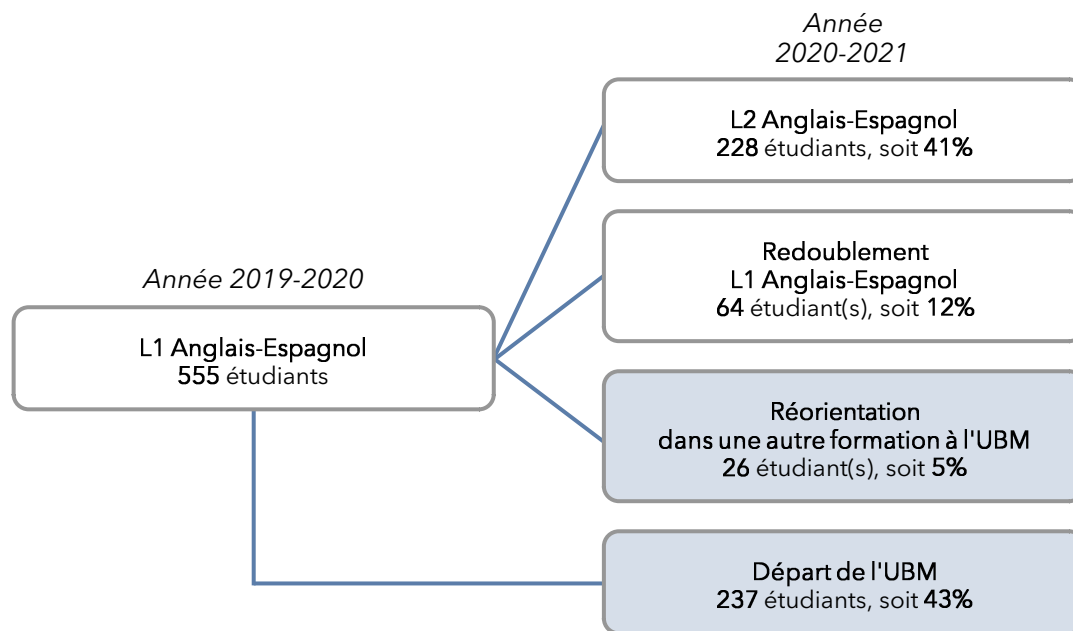 Année
2020-2021
L2 Anglais-Espagnol
228 étudiants, soit 41%
Redoublement
L1 Anglais-Espagnol
64 étudiant(s), soit 12%
Année 2019-2020
L1 Anglais-Espagnol
555 étudiants
Réorientation
dans une autre formation à l'UBM
26 étudiant(s), soit 5%
Départ de l'UBM
237 étudiants, soit 43%